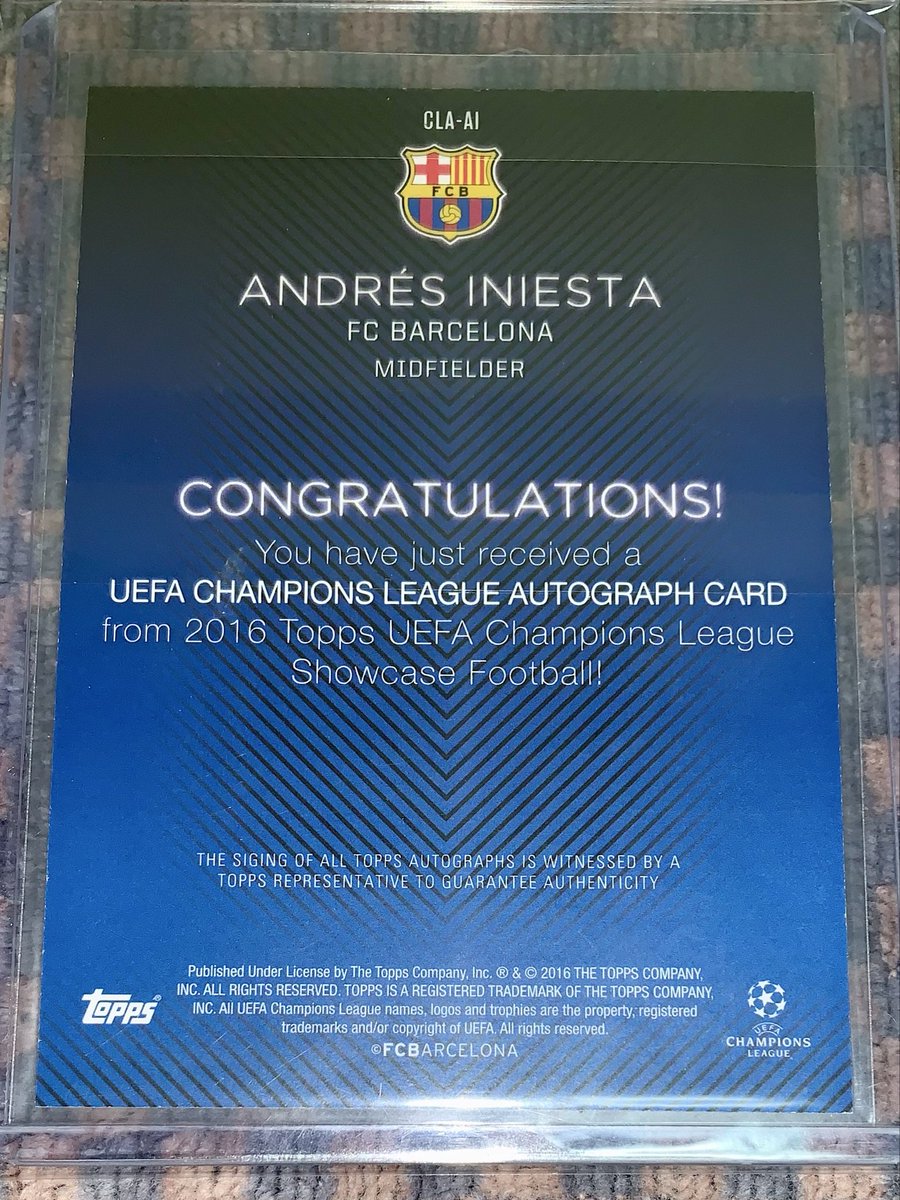 CLA-AI
FCB
ANDRÉS INIESTA
FC BARCELONA
MIDFIELDER
CONGRATULATIONS!
You have just received a
UEFA CHAMPIONS LEAGUE AUTOGRAPH CARD
from 2016 Topps UEFA Champions League
Showcase Football!
THE SIGING OF ALL TOPPS AUTOGRAPHS IS WITNESSED BY A
TOPPS REPRESENTATIVE TO GUARANTEE AUTHENTICITY
Published Under License by The Topps Company, Inc. ® & © 2016 THE TOPPS COMPANY,
INC. ALL RIGHTS RESERVED. TOPPS IS A REGISTERED TRADEMARK OF THE TOPPS COMPANY,
INC. All UEFA Champions League names, logos and trophies are the property, registered
trademarks and/or copyright of UEFA. All rights reserved.
©FCBARCELONA
topps®
UEFA
CHAMPIONS
LEAGUE